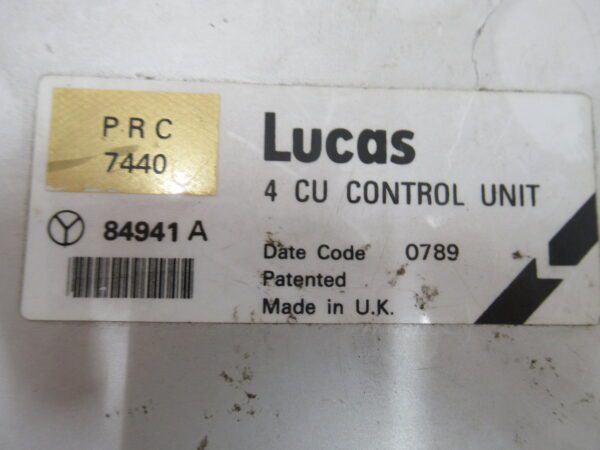 PRC
7440
84941 A
Lucas
4 CU CONTROL UNIT
Date Code 0789
Patented
Made in U.K.